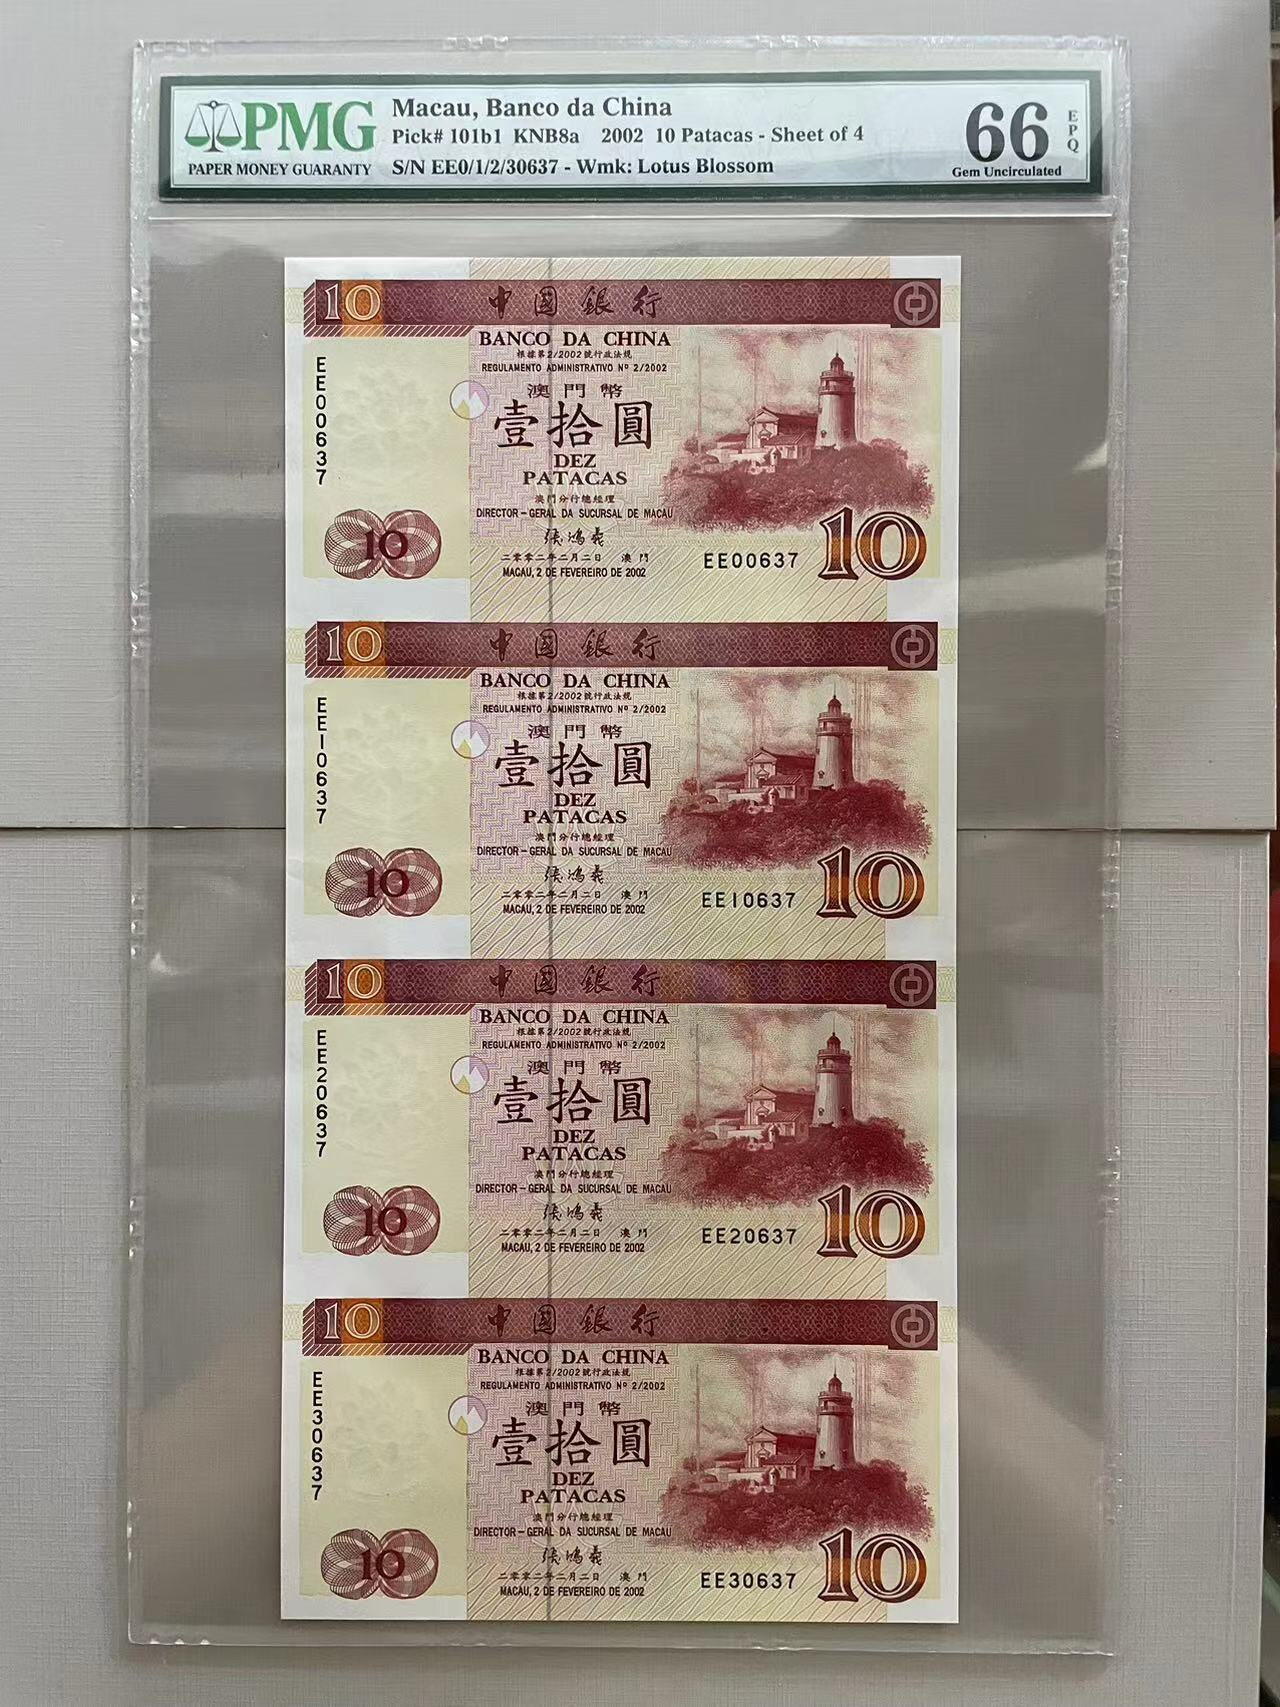 PMG
PAPER MONEY GUARANTY
Macau, Banco da China
Pick# 101b1 KNB8a 2002 10 Patacas - Sheet of 4
S/N EE0/1/2/30637 - Wmk: Lotus Blossom
66
EPQ
Gem Uncirculated
10 中國銀行
BANCO DA CHINA
根據第2/2002號行政法規
REGULAMENTO ADMINISTRATIVO Nº 2/2002
EE00637
澳門幣
壹拾圓
DEZ
PATACAS
澳門分行總經理
DIRECTOR-GERAL DA SUCURSAL DE MACAU
張鴻義
二零零二年二月二日 澳門
MACAU, 2 DE FEVEREIRO DE 2002
10
EE00637
10
10 中國銀行
BANCO DA CHINA
根據第2/2002號行政法規
REGULAMENTO ADMINISTRATIVO Nº 2/2002
EE10637
澳門幣
壹拾圓
DEZ
PATACAS
澳門分行總經理
DIRECTOR-GERAL DA SUCURSAL DE MACAU
張鴻義
二零零二年二月二日 澳門
MACAU, 2 DE FEVEREIRO DE 2002
10
EE10637
10
10 中國銀行
BANCO DA CHINA
根據第2/2002號行政法規
REGULAMENTO ADMINISTRATIVO Nº 2/2002
EE20637
澳門幣
壹拾圓
DEZ
PATACAS
澳門分行總經理
DIRECTOR-GERAL DA SUCURSAL DE MACAU
張鴻義
二零零二年二月二日 澳門
MACAU, 2 DE FEVEREIRO DE 2002
10
EE20637
10
10 中國銀行
BANCO DA CHINA
根據第2/2002號行政法規
REGULAMENTO ADMINISTRATIVO Nº 2/2002
EE30637
澳門幣
壹拾圓
DEZ
PATACAS
澳門分行總經理
DIRECTOR-GERAL DA SUCURSAL DE MACAU
張鴻義
二零零二年二月二日 澳門
MACAU, 2 DE FEVEREIRO DE 2002
10
EE30637
10